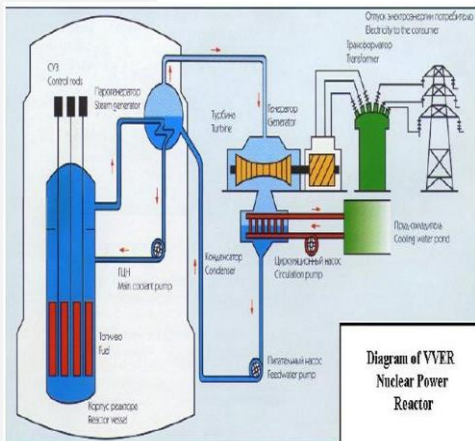 Отпуск электроэнергии потребителю
Electricity to the consumer
Трансформатор
Transformer
СУЗ
Control rods
Парогенератор
Steam generator
Турбина
Turbine
Генератор
Generator
Пруд-охладитель
Cooling water pond
Циркуляционный насос
Circulation pump
Конденсатор
Condenser
ГЦН
Main coolant pump
Топливо
Fuel
Питательный насос
Feedwater pump
Корпус реактора
Reactor vessel
Diagram of VVER
Nuclear Power
Reactor